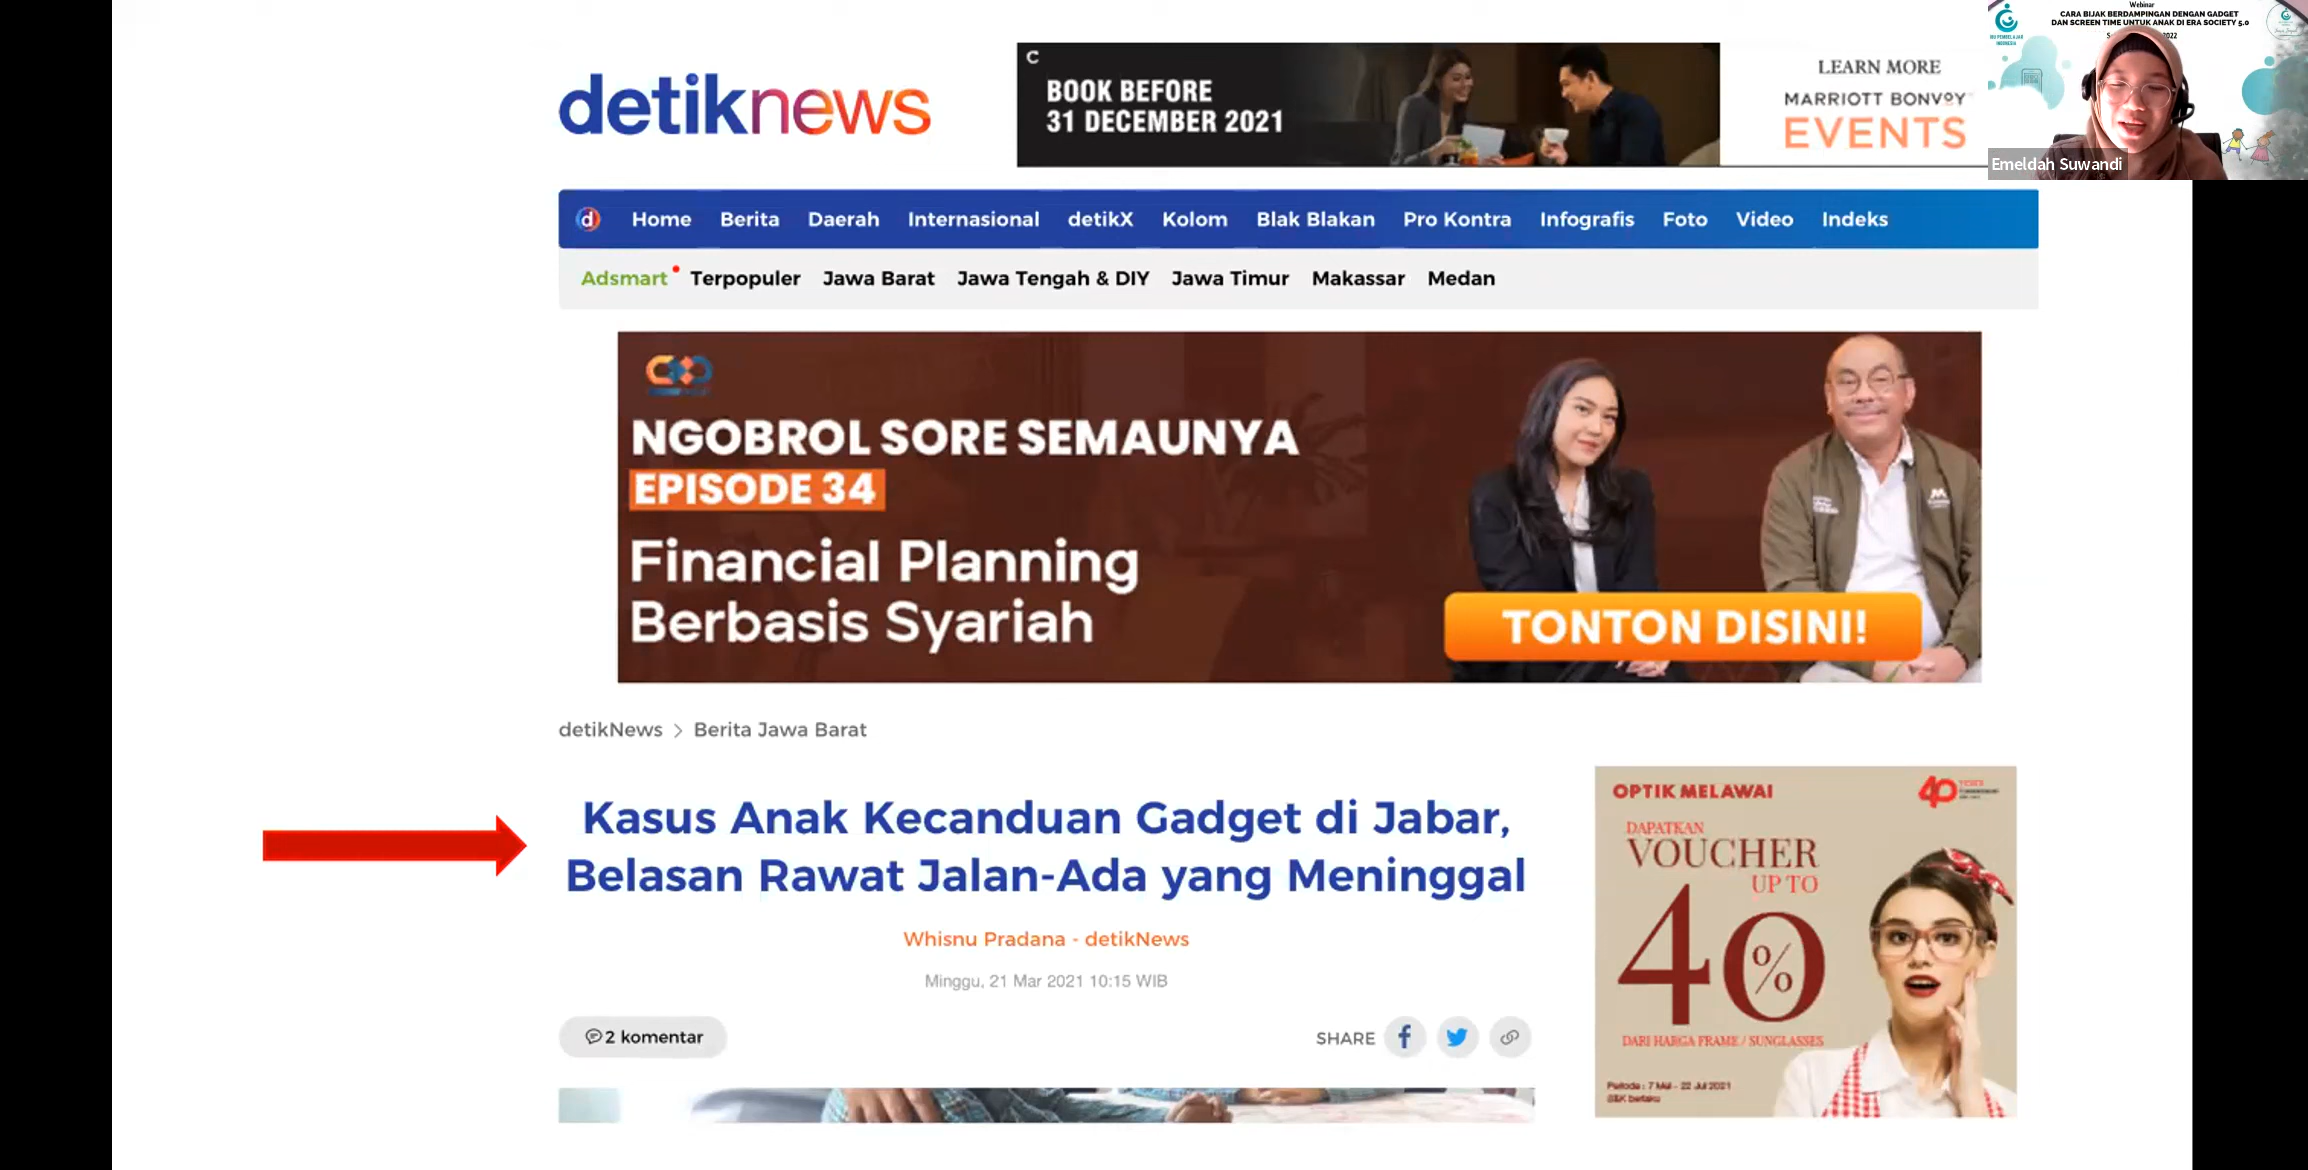 detiknews
C
BOOK BEFORE
31 DECEMBER 2021
LEARN MORE
MARRIOTT BONVOY
EVENTS
Webinar
CARA BIJAK BERDAMPINGAN DENGAN GADGET
DAN SCREEN TIME UNTUK ANAK DI ERA SOCIETY 5.0
2022
INDONESIA
Emeldah Suwandi
d Home Berita Daerah Internasional detikX Kolom Blak Blakan Pro Kontra Infografis Foto Video Indeks
Adsmart Terpopuler Jawa Barat Jawa Tengah & DIY Jawa Timur Makassar Medan
NGOBROL SORE SEMAUNYA
EPISODE 34
Financial Planning
Berbasis Syariah
TONTON DISINI!
detikNews > Berita Jawa Barat
Kasus Anak Kecanduan Gadget di Jabar,
Belasan Rawat Jalan-Ada yang Meninggal
Whisnu Pradana - detikNews
Minggu, 21 Mar 2021 10:15 WIB
2 komentar
SHARE
OPTIK MELAWAI
40
DAPATKAN
VOUCHER
UP TO
40%
DARI HARGA FRAME / SUNGLASSES
Periode : 7 Mei - 22 Jul 2021
S&K berlaku